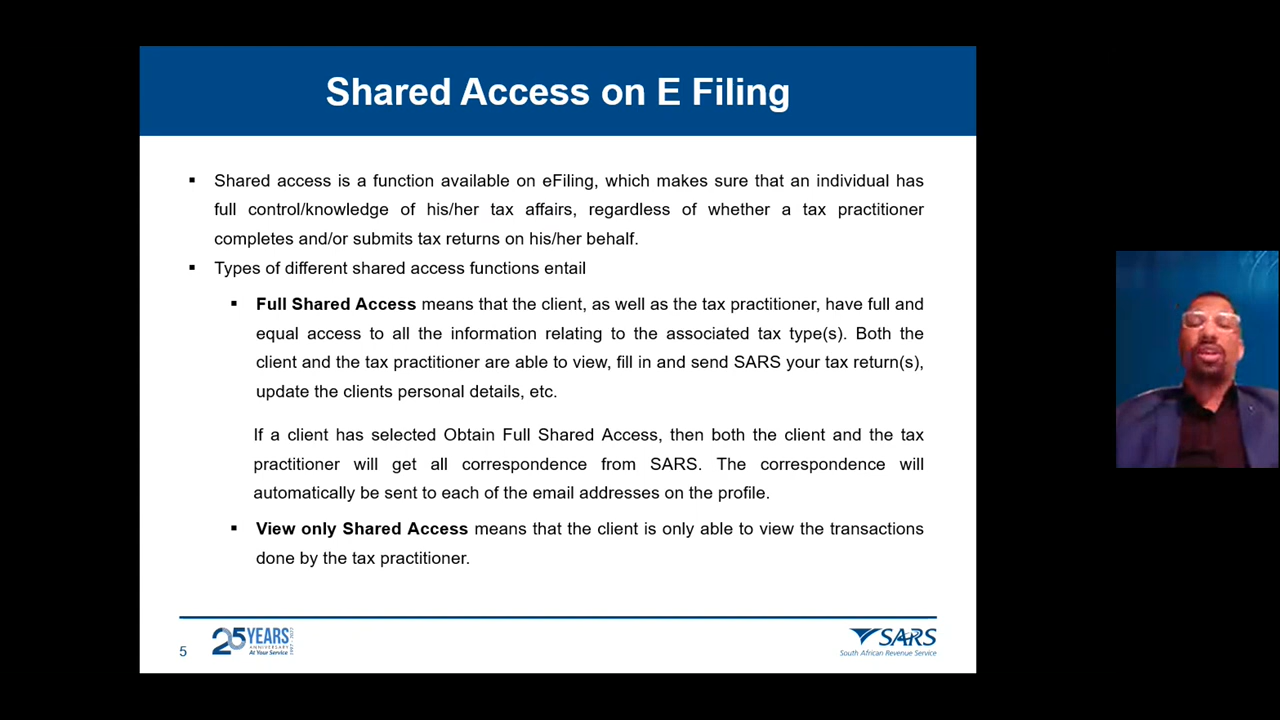 Shared Access on E Filing
▪ Shared access is a function available on eFiling, which makes sure that an individual has
full control/knowledge of his/her tax affairs, regardless of whether a tax practitioner
completes and/or submits tax returns on his/her behalf.
▪ Types of different shared access functions entail
▪ Full Shared Access means that the client, as well as the tax practitioner, have full and
equal access to all the information relating to the associated tax type(s). Both the
client and the tax practitioner are able to view, fill in and send SARS your tax return(s),
update the clients personal details, etc.
If a client has selected Obtain Full Shared Access, then both the client and the tax
practitioner will get all correspondence from SARS. The correspondence will
automatically be sent to each of the email addresses on the profile.
▪ View only Shared Access means that the client is only able to view the transactions
done by the tax practitioner.
5
25 YEARS
ANNIVERSARY
At Your Service
SARS
South African Revenue Service